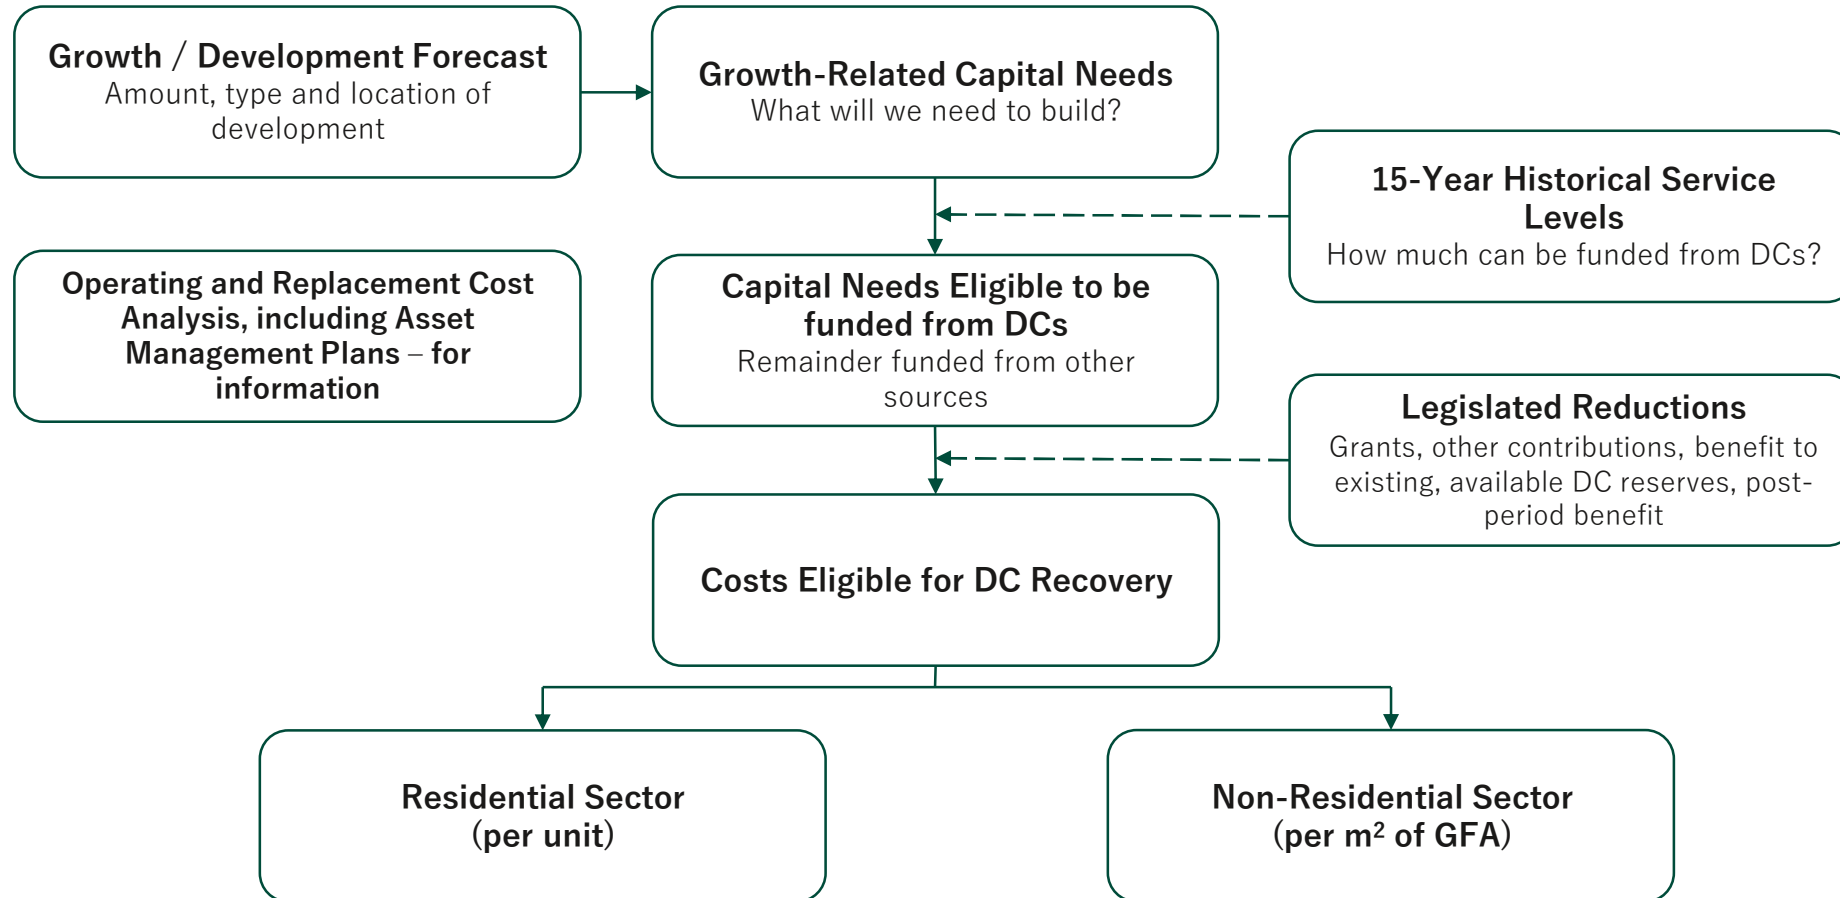 Growth / Development Forecast
Amount, type and location of
development
Growth-Related Capital Needs
What will we need to build?
15-Year Historical Service
Levels
How much can be funded from DCs?
Operating and Replacement Cost
Analysis, including Asset
Management Plans – for
information
Capital Needs Eligible to be
funded from DCs
Remainder funded from other
sources
Legislated Reductions
Grants, other contributions, benefit to
existing, available DC reserves, post-
period benefit
Costs Eligible for DC Recovery
Residential Sector
(per unit)
Non-Residential Sector
(per m² of GFA)